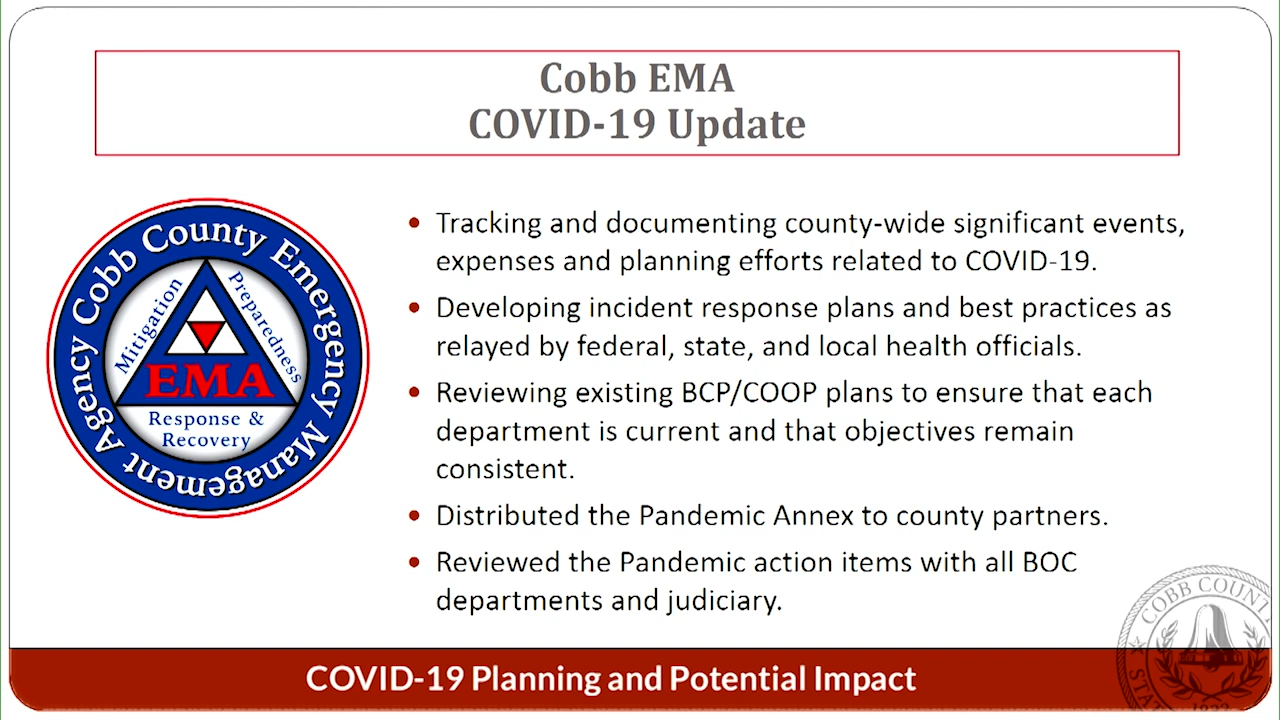 Cobb EMA
COVID-19 Update
Cobb County Emergency Management Agency
Mitigation
Preparedness
EMA
Response &
Recovery
• Tracking and documenting county-wide significant events,
expenses and planning efforts related to COVID-19.
• Developing incident response plans and best practices as
relayed by federal, state, and local health officials.
• Reviewing existing BCP/COOP plans to ensure that each
department is current and that objectives remain
consistent.
• Distributed the Pandemic Annex to county partners.
• Reviewed the Pandemic action items with all BOC
departments and judiciary.
COBB COUNT
STAT
1832
COVID-19 Planning and Potential Impact